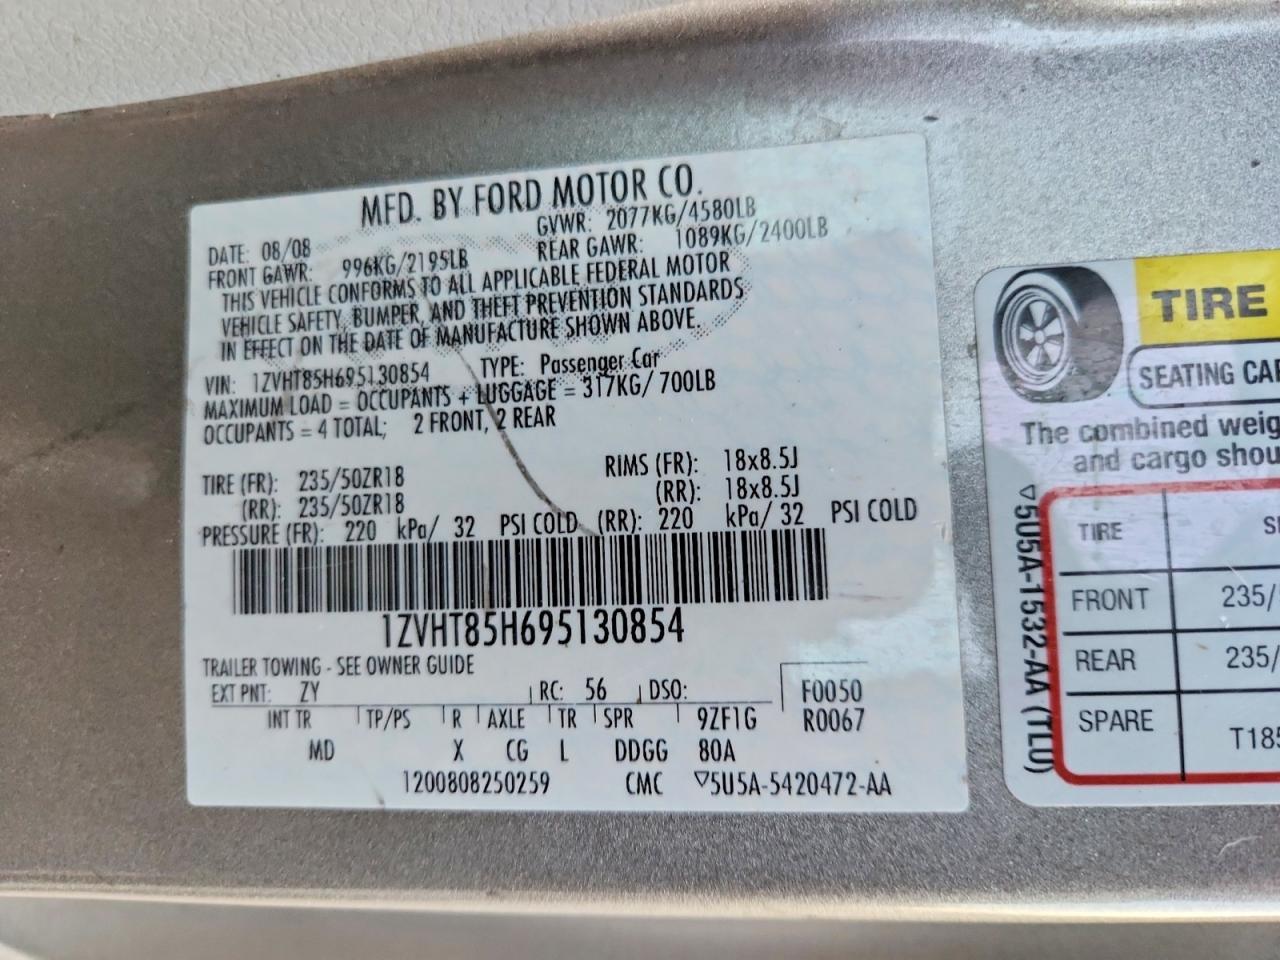 MFD. BY FORD MOTOR CO.
DATE: 08/08 GVWR: 2077KG/4580LB
FRONT GAWR: 996KG/2195LB REAR GAWR: 1089KG/2400LB
THIS VEHICLE CONFORMS TO ALL APPLICABLE FEDERAL MOTOR
VEHICLE SAFETY, BUMPER, AND THEFT PREVENTION STANDARDS
IN EFFECT ON THE DATE OF MANUFACTURE SHOWN ABOVE.
VIN: 1ZVHT85H695130854 TYPE: Passenger Car
MAXIMUM LOAD = OCCUPANTS + LUGGAGE = 317KG/700LB
OCCUPANTS = 4 TOTAL; 2 FRONT, 2 REAR
TIRE (FR): 235/50ZR18 RIMS (FR): 18x8.5J
(RR): 235/50ZR18 (RR): 18x8.5J
PRESSURE (FR): 220 kPa/ 32 PSI COLD (RR): 220 kPa/ 32 PSI COLD
1ZVHT85H695130854
TRAILER TOWING - SEE OWNER GUIDE
EXT PNT: ZY RC: 56 DSO: F0050
INT TR TP/PS R AXLE TR SPR 9ZF1G R0067
MD X CG L DDGG 80A
1200808250259 CMC ▽5U5A-5420472-AA
TIRE
SEATING CAP
The combined weig
and cargo shou
TIRE SI
FRONT 235/
REAR 235/
SPARE T185
▽5U5A-1532-AA (TLU)